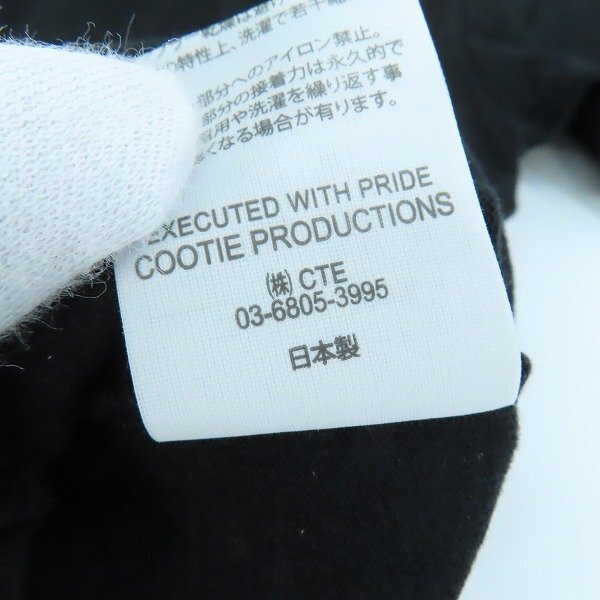 の特性上、洗濯で若干縮
部分へのアイロン禁止。
部分の接着力は永久的で
用や洗濯を繰り返す事
くなる場合が有ります。
EXECUTED WITH PRIDE
COOTIE PRODUCTIONS
㈱ CTE
03-6805-3995
日本製